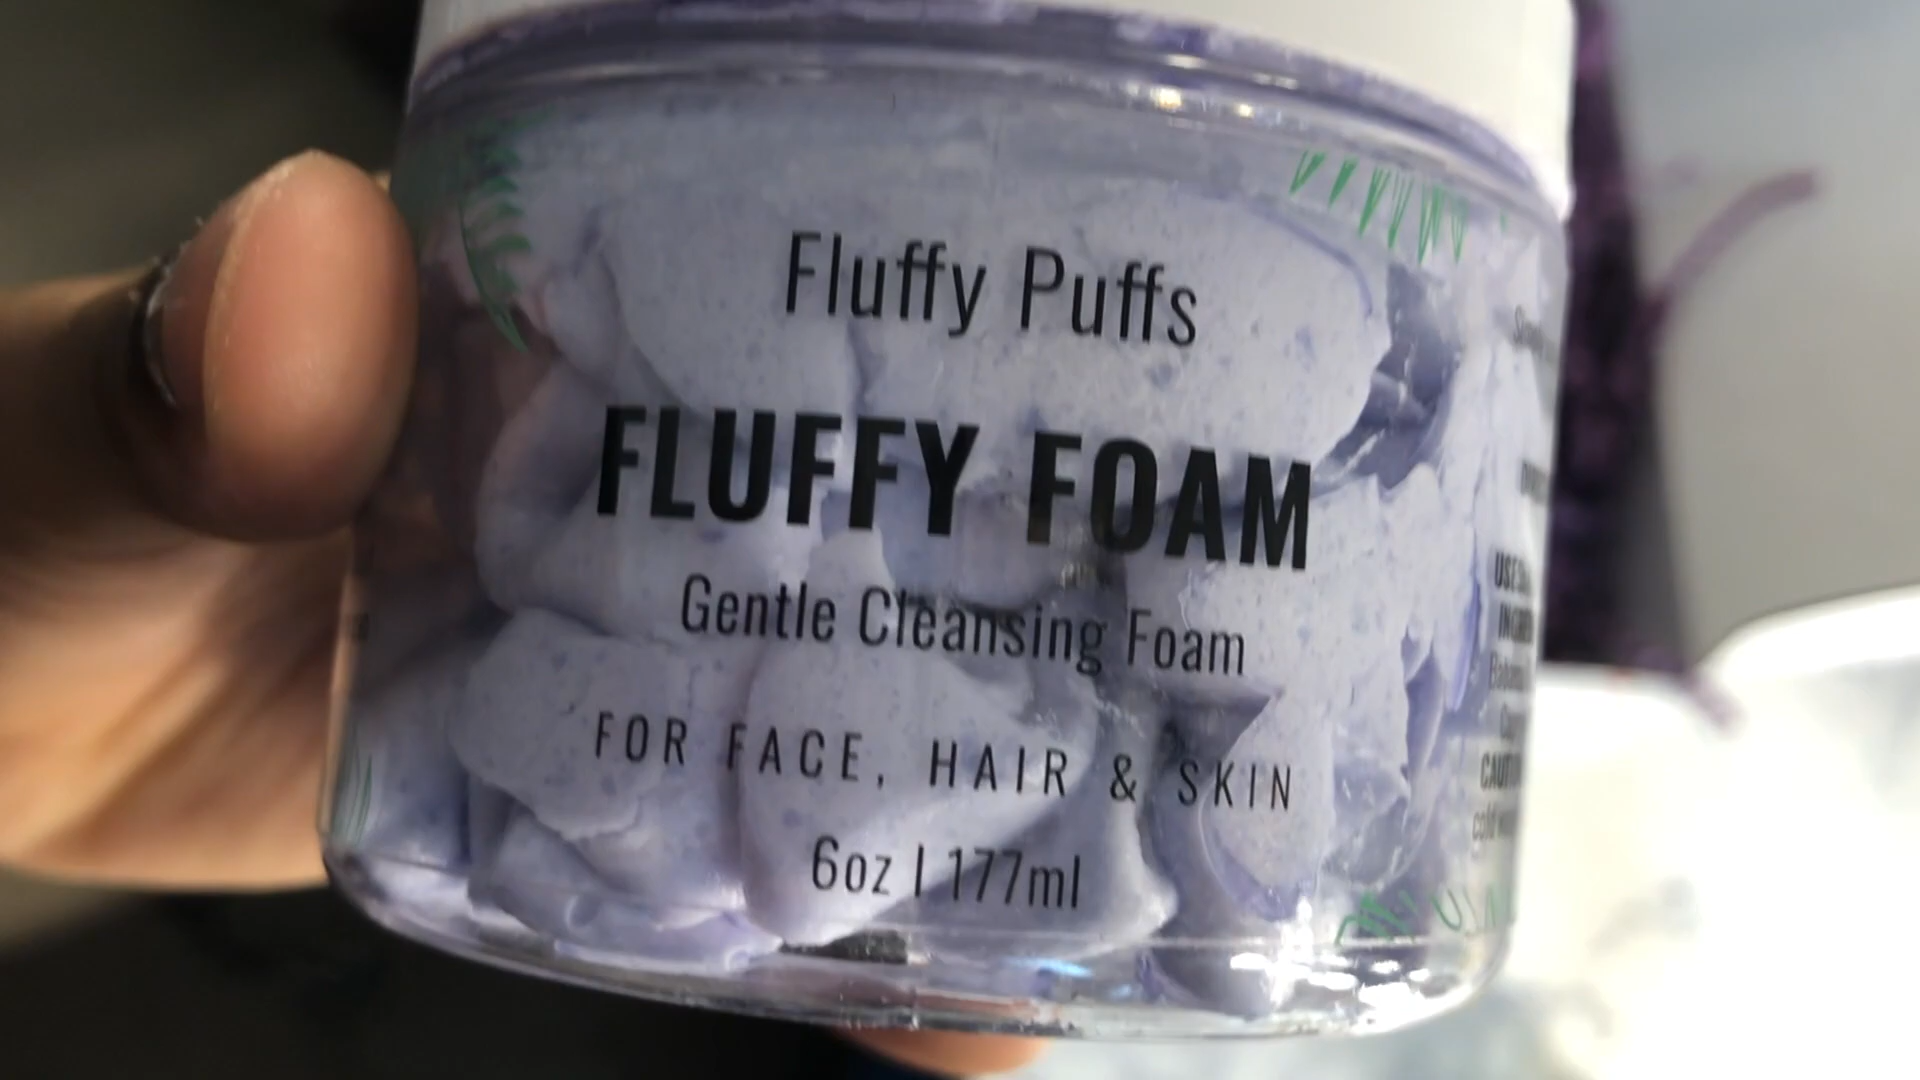 Fluffy Puffs
FLUFFY FOAM
Gentle Cleansing Foam
FOR FACE, HAIR & SKIN
6oz | 177ml